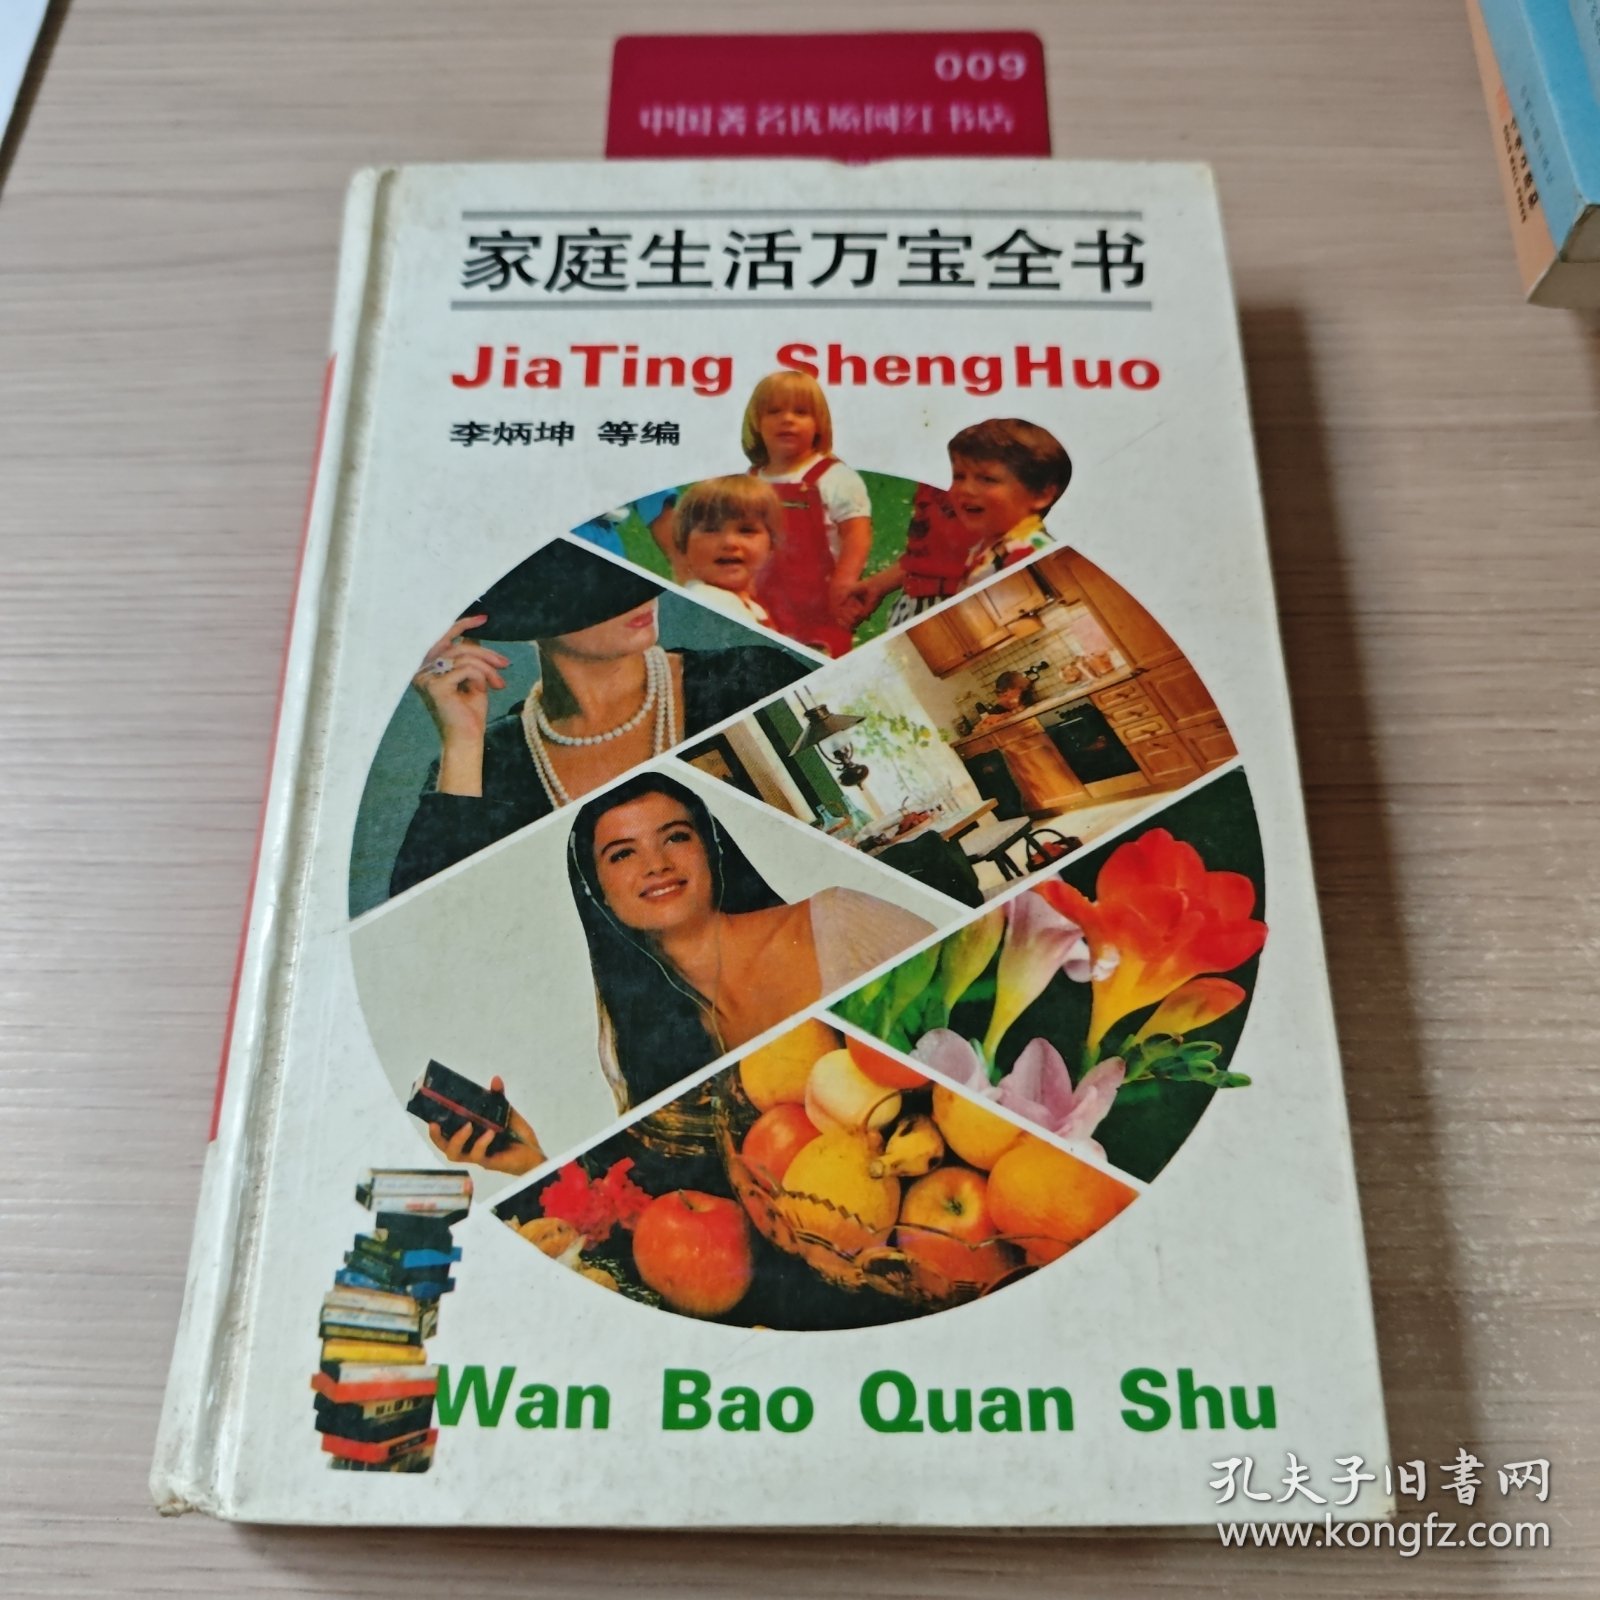 009
中国著名优质网红书店
家庭生活万宝全书
JiaTing ShengHuo
李炳坤 等编
Wan Bao Quan Shu
孔夫子旧書网
www.kongfz.com